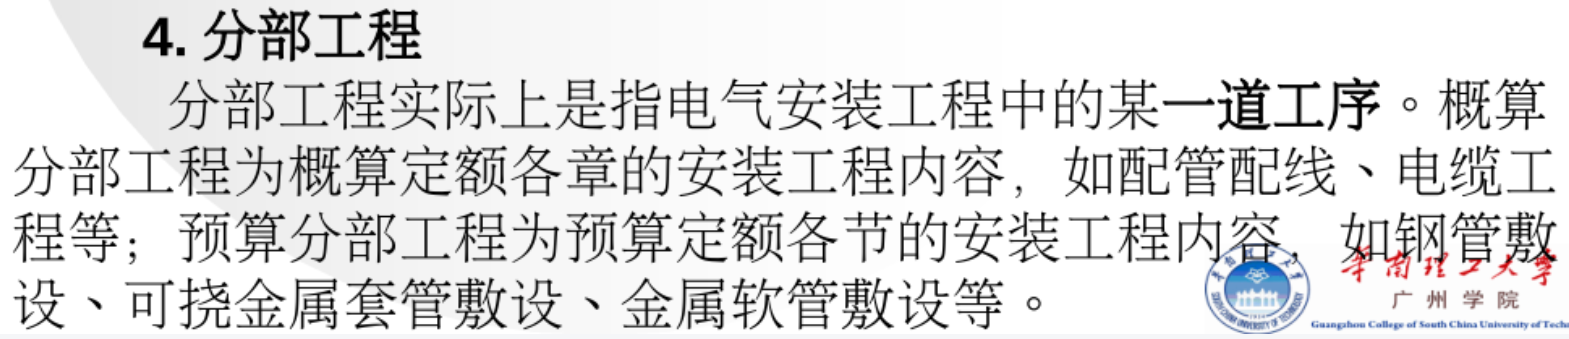 4. 分部工程
分部工程实际上是指电气安装工程中的某一道工序。概算
分部工程为概算定额各章的安装工程内容，如配管配线、电缆工
程等；预算分部工程为预算定额各节的安装工程内容，如钢管敷
设、可挠金属套管敷设、金属软管敷设等。
华南理工大学
广州学院
Guangzhou College of South China University of Techn